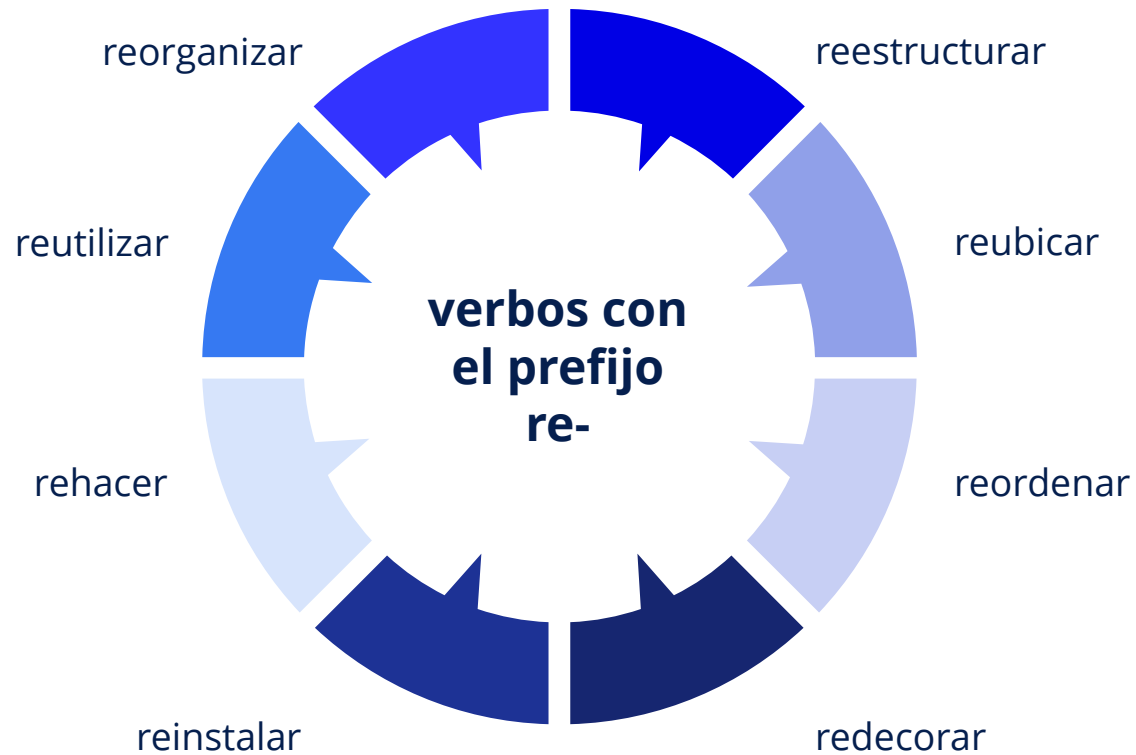 reorganizar
reestructurar
reutilizar
reubicar
verbos con
el prefijo
re-
rehacer
reordenar
reinstalar
redecorar